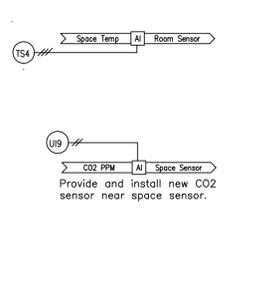 Space Temp AI Room Sensor
TS4
UI9
CO2 PPM AI Space Sensor
Provide and install new CO2
sensor near space sensor.